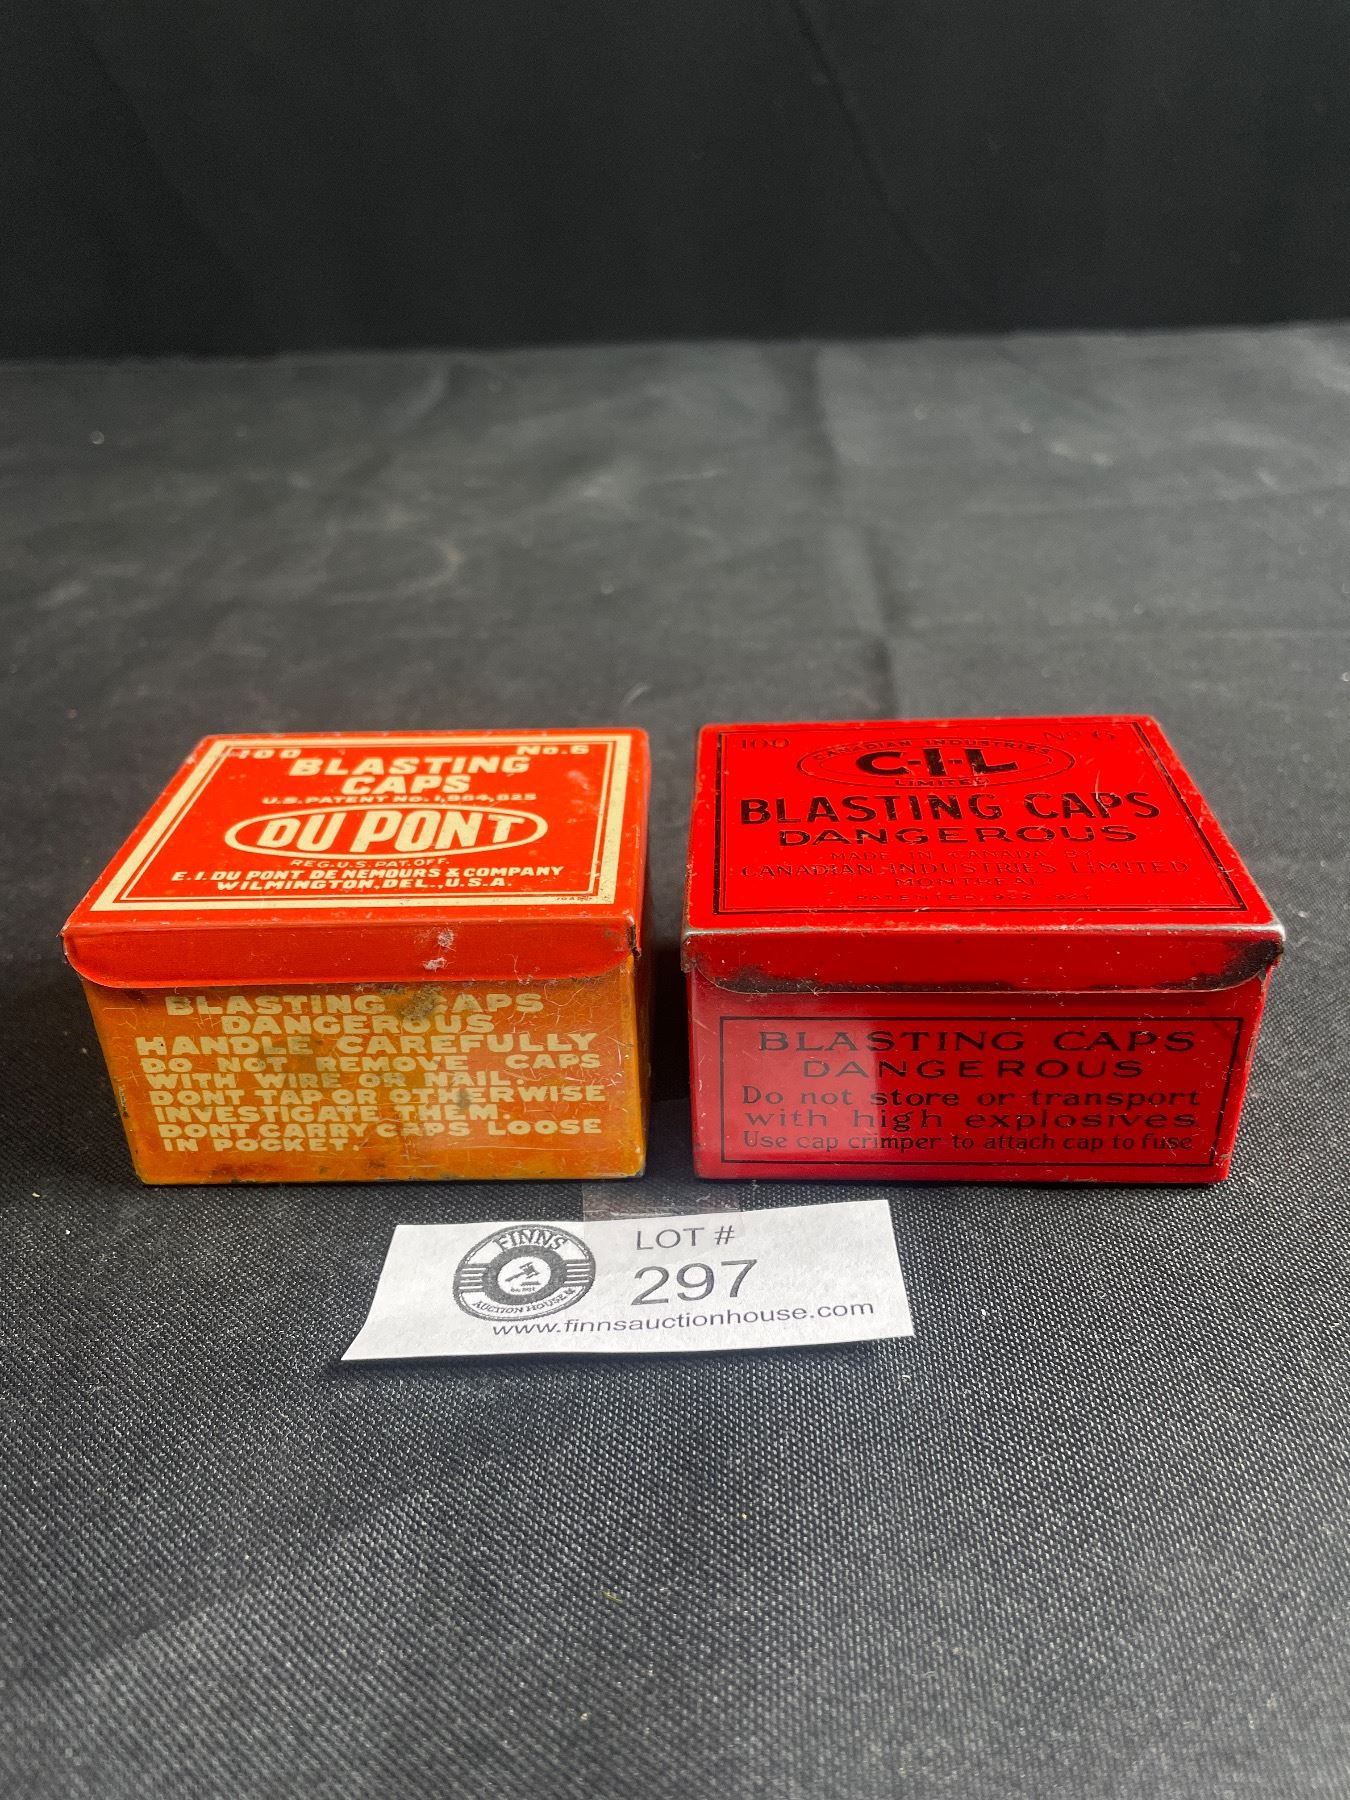 100 No. 6
BLASTING
CAPS
U.S. PATENT NO. 1,964,825
DU PONT
REG. U.S. PAT. OFF.
E. I. DU PONT DE NEMOURS & COMPANY
WILMINGTON, DEL., U.S.A.
BLASTING CAPS
DANGEROUS
HANDLE CAREFULLY
DO NOT REMOVE CAPS
WITH WIRE OR NAIL.
DONT TAP OR OTHERWISE
INVESTIGATE THEM.
DONT CARRY CAPS LOOSE
IN POCKET.
100 No 6
CANADIAN INDUSTRIES
C-I-L
LIMITED
BLASTING CAPS
DANGEROUS
MADE IN CANADA BY
CANADIAN INDUSTRIES LIMITED
MONTREAL
PATENTED
BLASTING CAPS
DANGEROUS
Do not store or transport
with high explosives
Use cap crimper to attach cap to fuse
FINNS
AUCTION HOUSE
LOT #
297
www.finnsauctionhouse.com